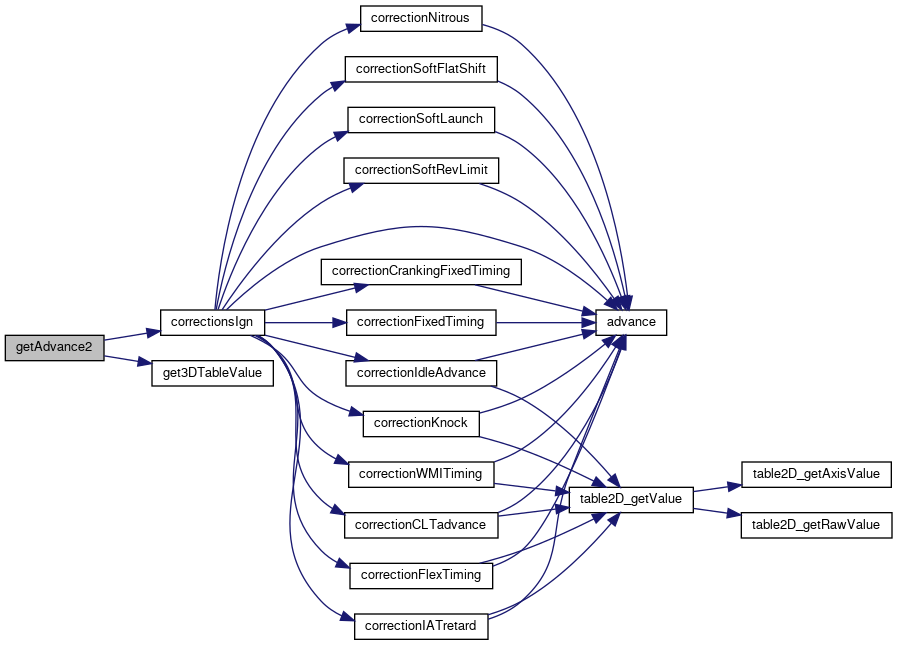 getAdvance2
correctionsIgn
get3DTableValue
correctionNitrous
correctionSoftFlatShift
correctionSoftLaunch
correctionSoftRevLimit
correctionCrankingFixedTiming
correctionFixedTiming
correctionIdleAdvance
correctionKnock
correctionWMITiming
correctionCLTadvance
correctionFlexTiming
correctionIATretard
advance
table2D_getValue
table2D_getAxisValue
table2D_getRawValue